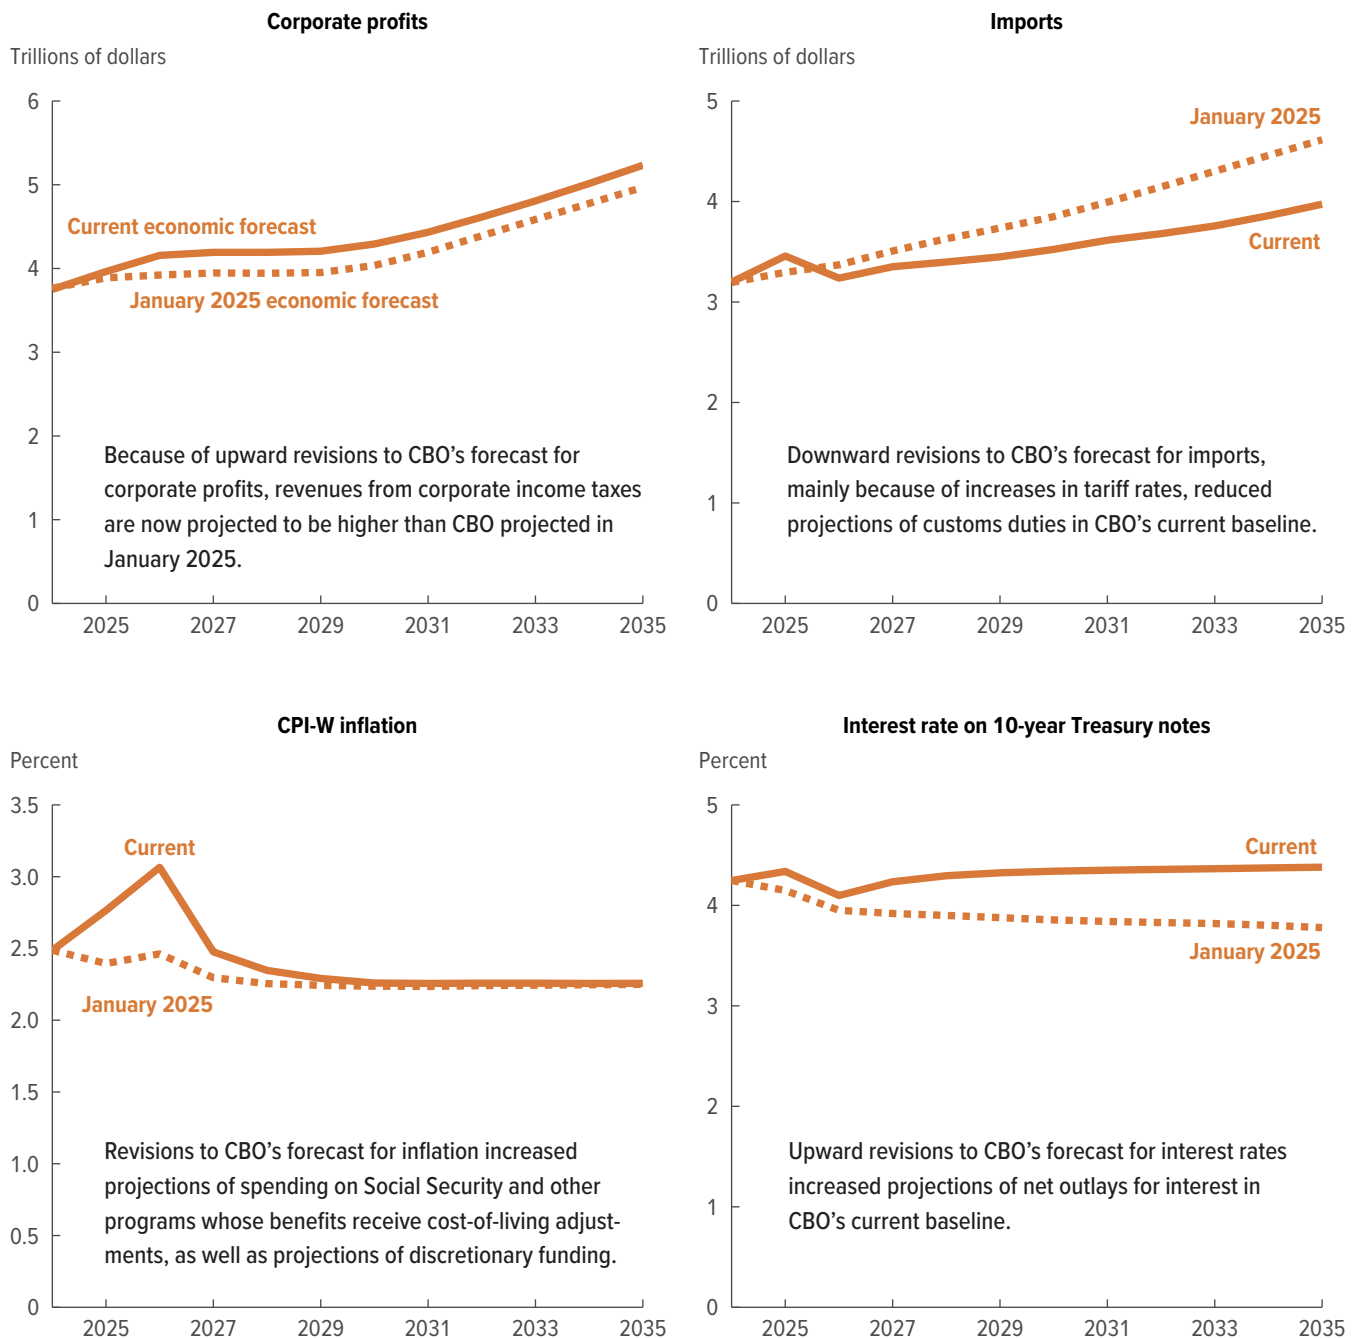 Corporate profits
Trillions of dollars
6
5
4
3
2
1
0
Current economic forecast
January 2025 economic forecast
Because of upward revisions to CBO’s forecast for
corporate profits, revenues from corporate income taxes
are now projected to be higher than CBO projected in
January 2025.
2025 2027 2029 2031 2033 2035
Imports
Trillions of dollars
5
4
3
2
1
0
January 2025
Current
Downward revisions to CBO’s forecast for imports,
mainly because of increases in tariff rates, reduced
projections of customs duties in CBO’s current baseline.
2025 2027 2029 2031 2033 2035
CPI-W inflation
Percent
3.5
3.0
2.5
2.0
1.5
1.0
0.5
0
Current
January 2025
Revisions to CBO’s forecast for inflation increased
projections of spending on Social Security and other
programs whose benefits receive cost-of-living adjust-
ments, as well as projections of discretionary funding.
2025 2027 2029 2031 2033 2035
Interest rate on 10-year Treasury notes
Percent
5
4
3
2
1
0
Current
January 2025
Upward revisions to CBO’s forecast for interest rates
increased projections of net outlays for interest in
CBO’s current baseline.
2025 2027 2029 2031 2033 2035